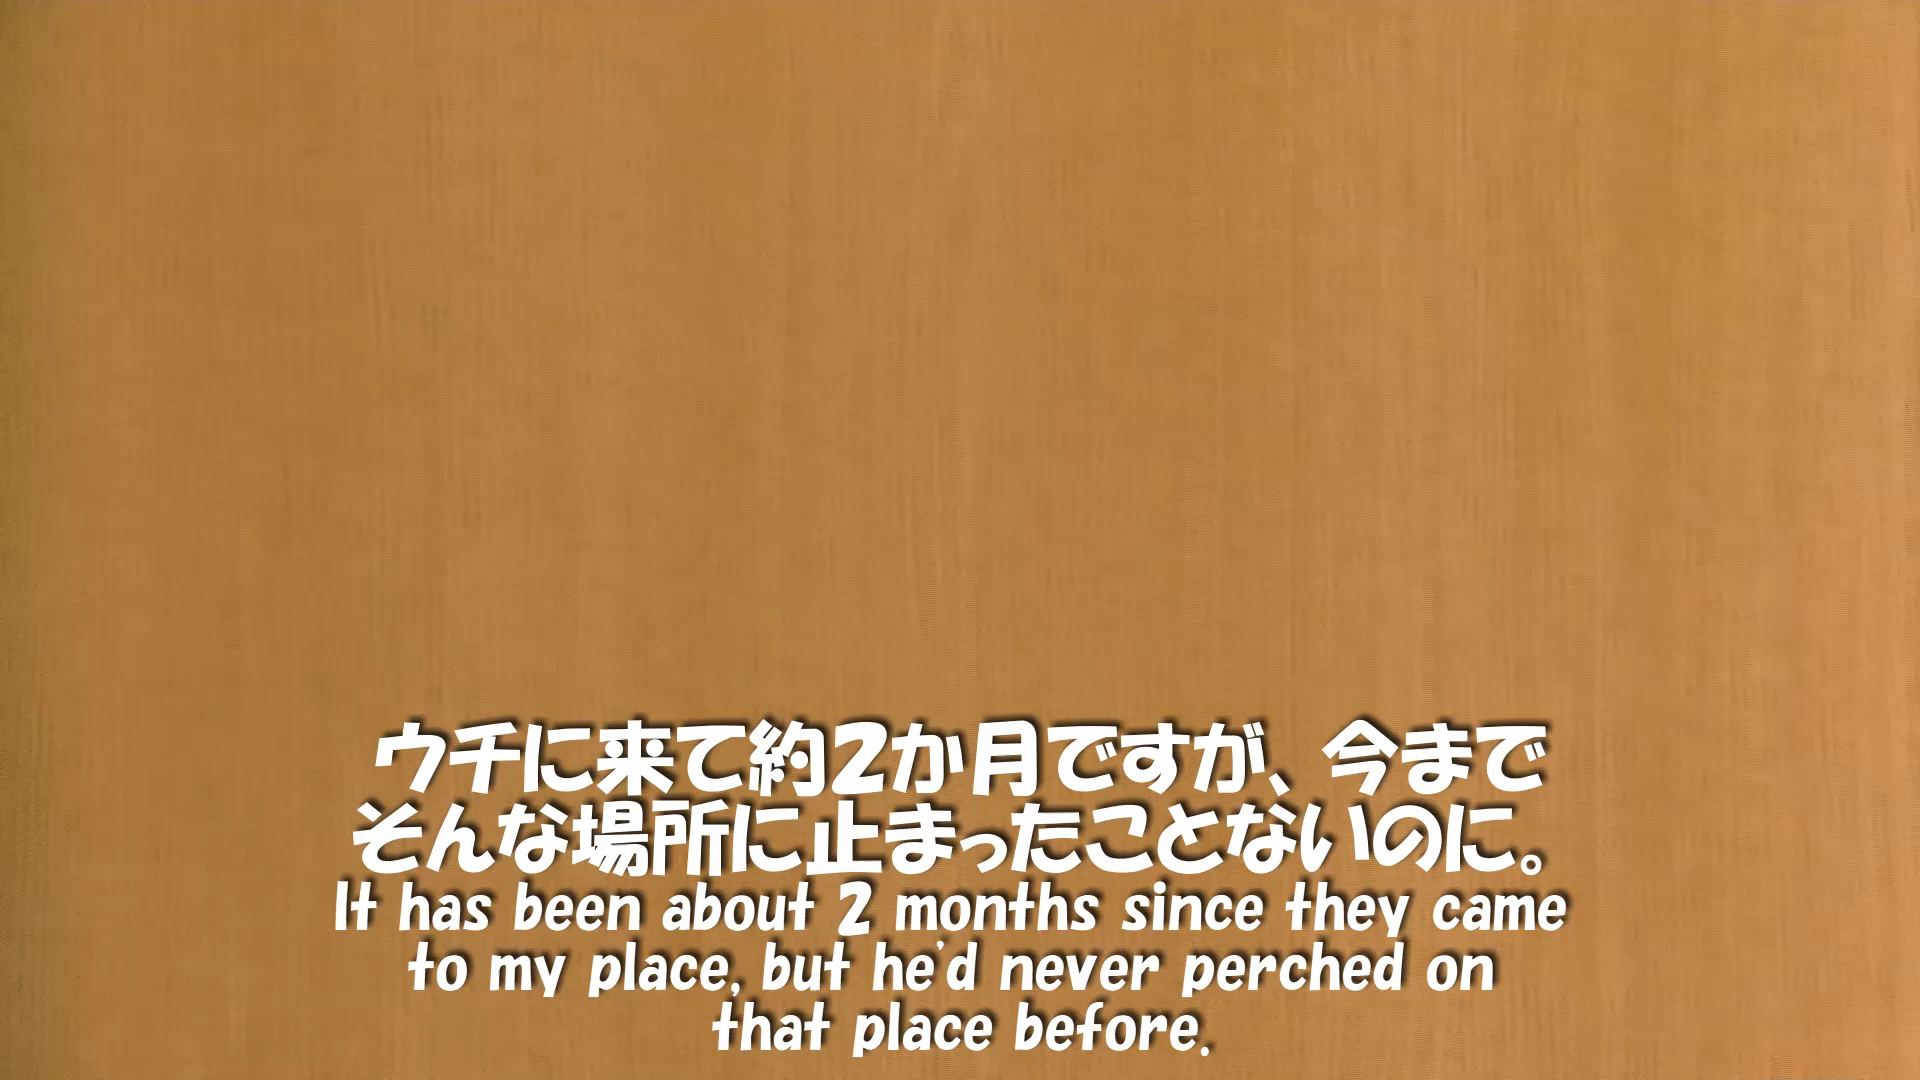 ウチに来て約2か月ですが、今まで
そんな場所に止まったことないのに。
It has been about 2 months since they came
to my place, but he'd never perched on
that place before.